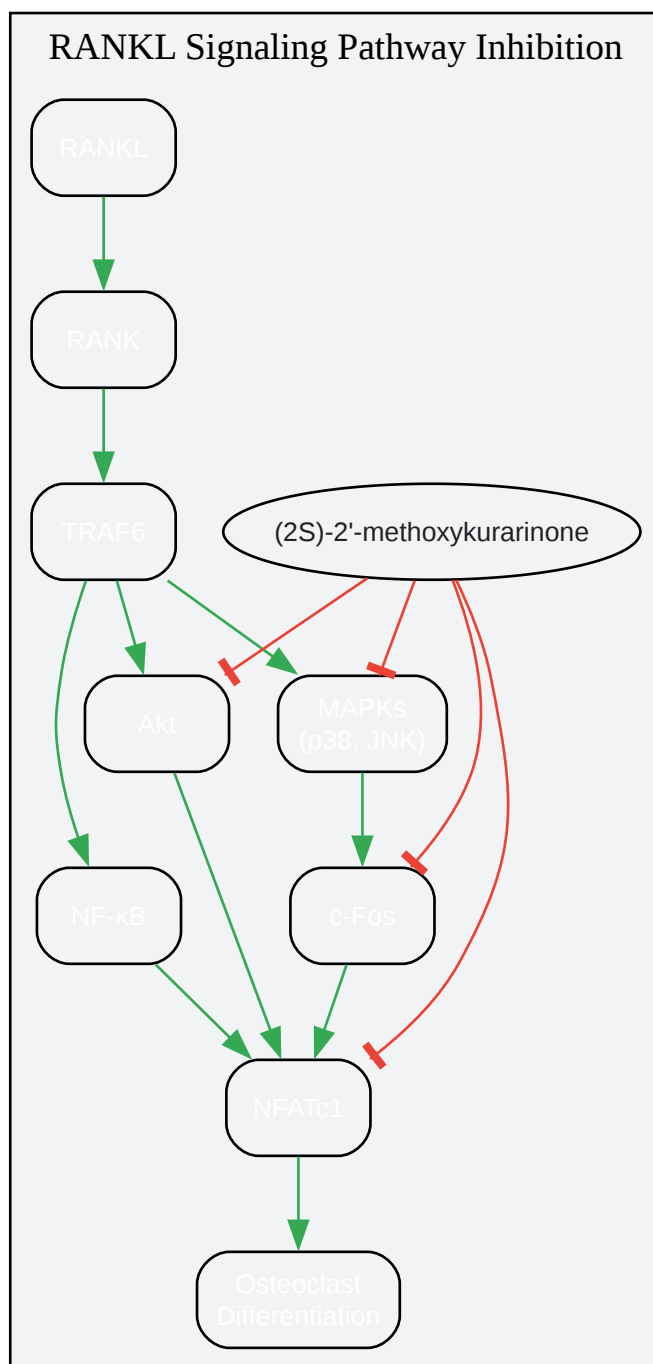 RANKL Signaling Pathway Inhibition
RANKL
RANK
TRAF6
(2S)-2'-methoxykurarinone
Akt
MAPKs
(p38, JNK)
NF-κB
c-Fos
NFATc1
Osteoclast
Differentiation